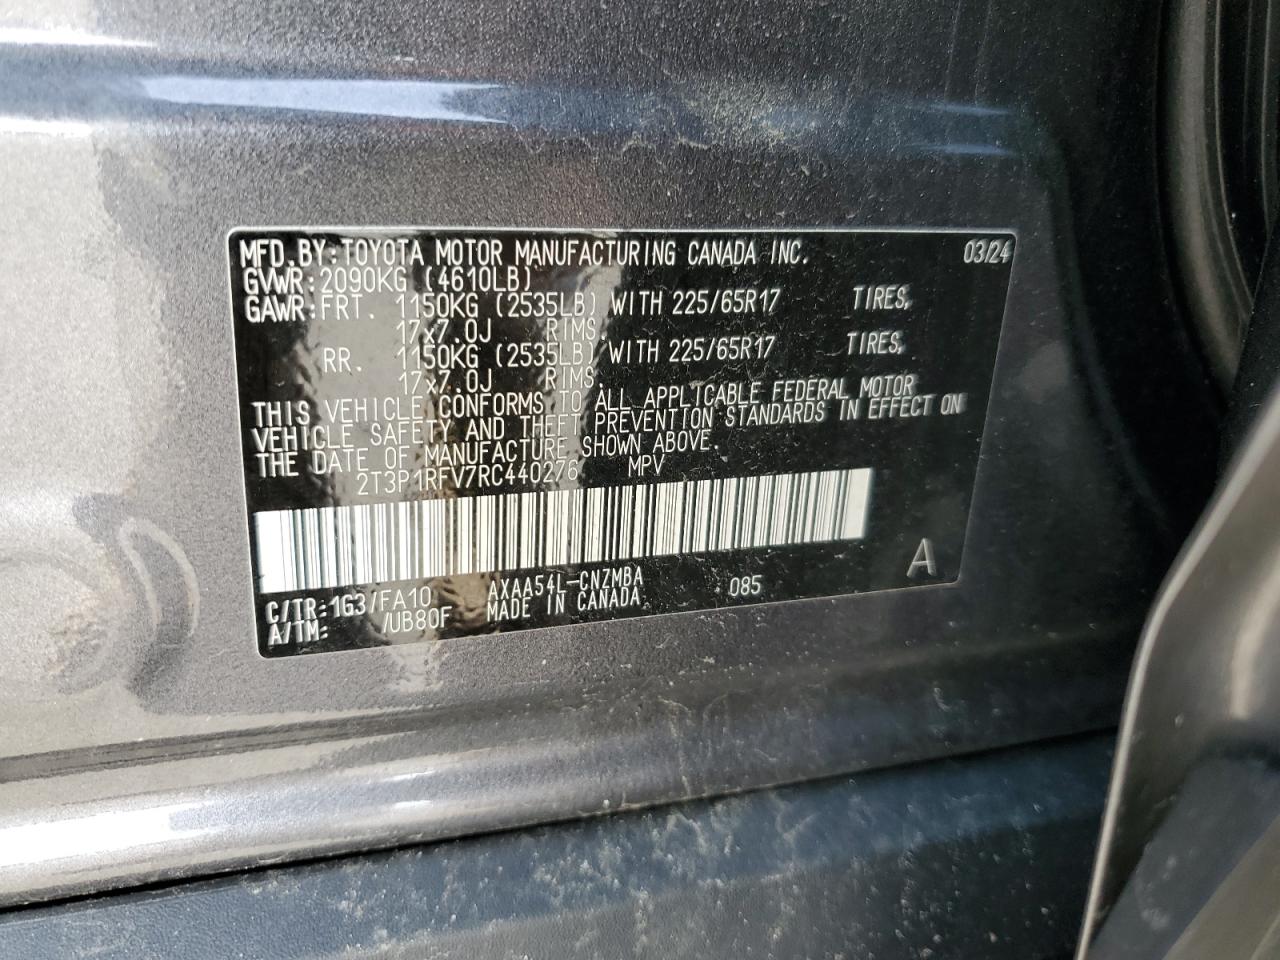 MFD.BY:TOYOTA MOTOR MANUFACTURING CANADA INC. 03/24
GVWR:2090KG (4610LB)
GAWR:FRT. 1150KG (2535LB) WITH 225/65R17 TIRES,
17x7.0J RIMS.
RR. 1150KG (2535LB) WITH 225/65R17 TIRES,
17x7.0J RIMS.
THIS VEHICLE CONFORMS TO ALL APPLICABLE FEDERAL MOTOR
VEHICLE SAFETY AND THEFT PREVENTION STANDARDS IN EFFECT ON
THE DATE OF MANUFACTURE SHOWN ABOVE.
2T3P1RFV7RC440276 MPV
C/TR:1G3/FA10 AXAA54L-CNZMBA 085 A
A/TM: /UB80F MADE IN CANADA